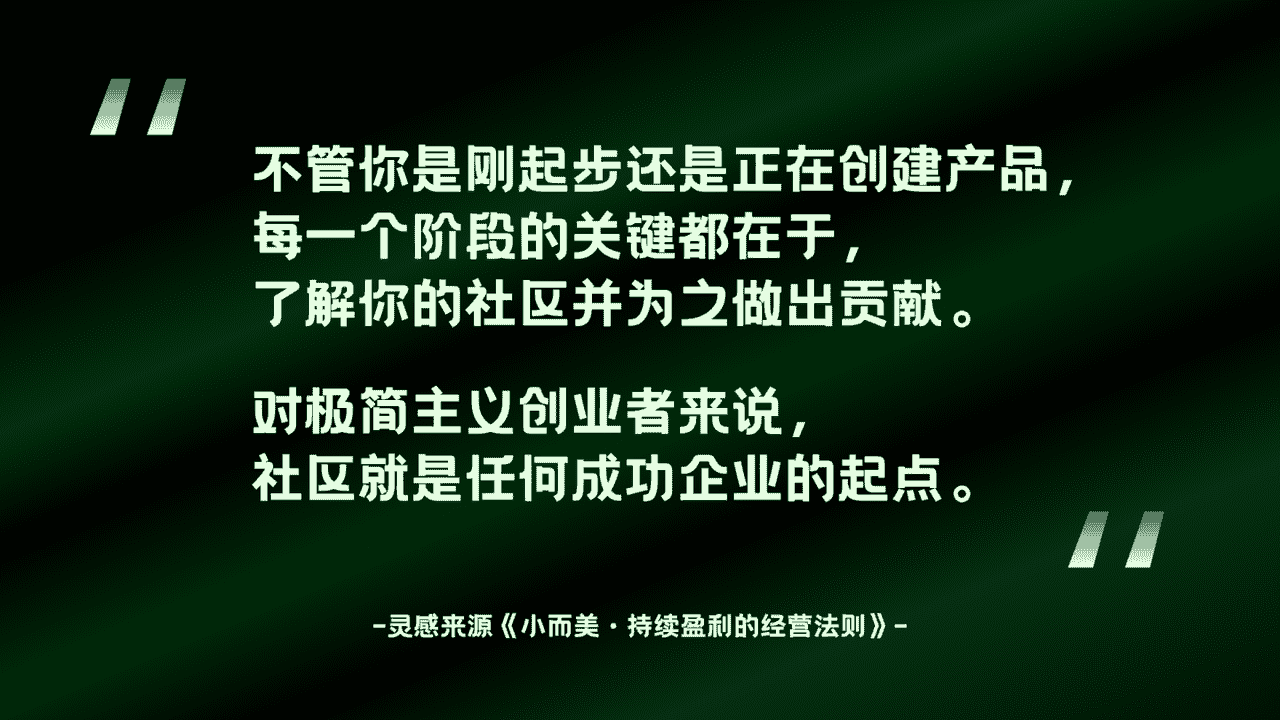 不管你是刚起步还是正在创建产品，
每一个阶段的关键都在于，
了解你的社区并为之做出贡献。
对极简主义创业者来说，
社区就是任何成功企业的起点。
-灵感来源《小而美·持续盈利的经营法则》-